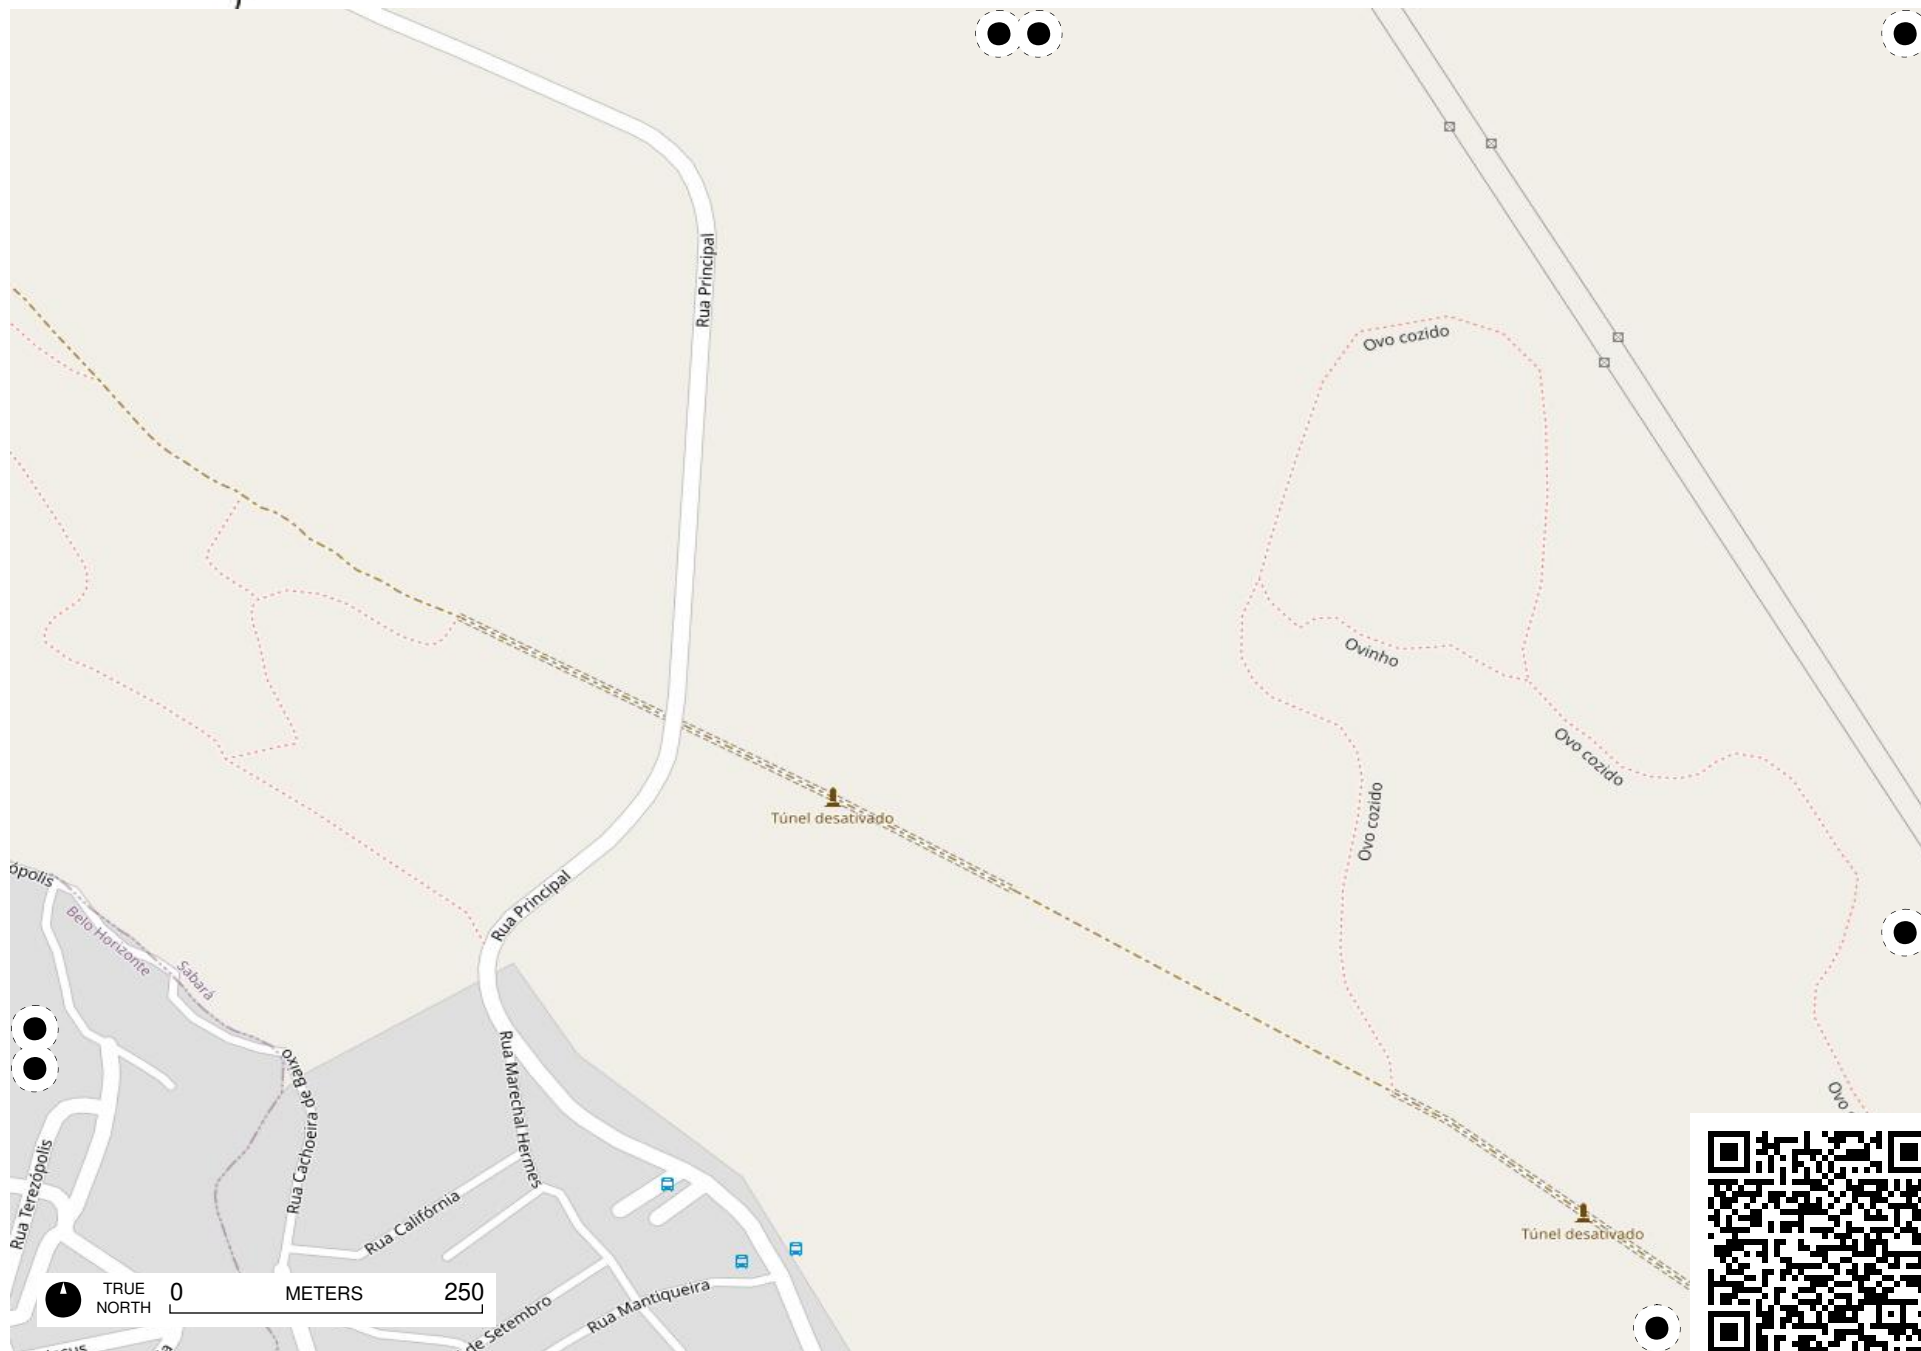 Rua Principal
Ovo cozido
Ovinho
Ovo cozido
Ovo cozido
Túnel desativado
Rua Principal
Belo Horizonte
Sabará
Rua Marechal Hermes
Rua Cachoeira de Baixo
Ovo
Rua Terezópolis
Rua Califórnia
Túnel desativado
Rua Mantiqueira
de Setembro
TRUE
NORTH
0 METERS 250